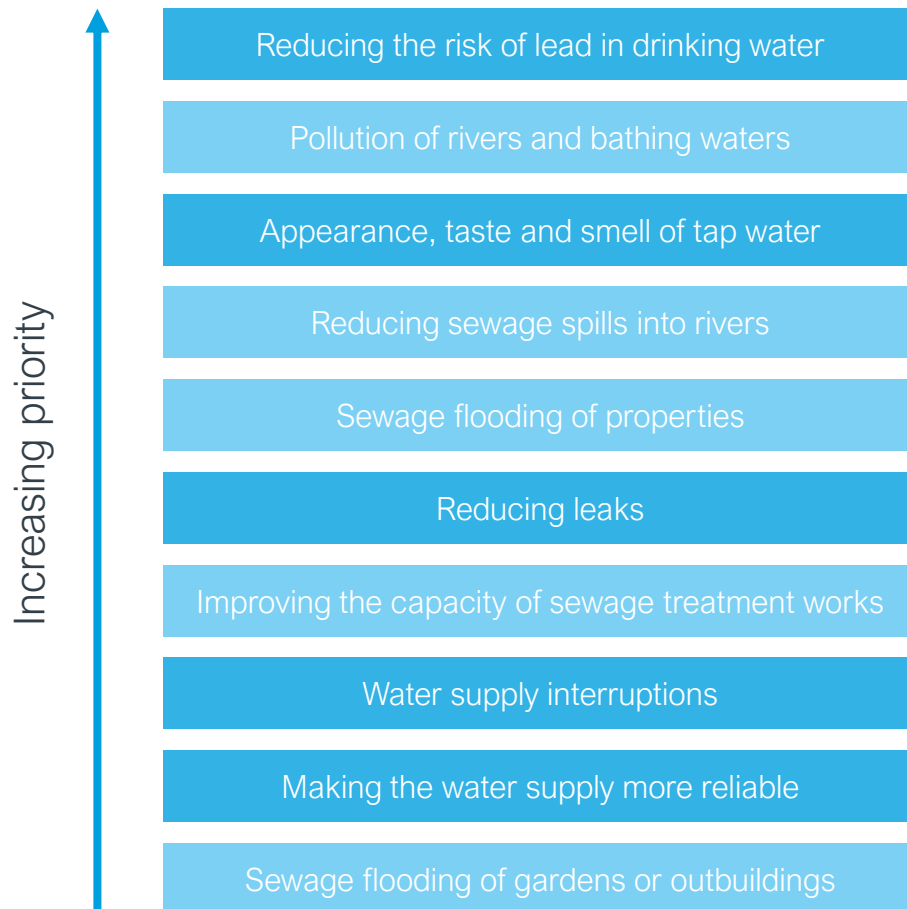 Increasing priority
Reducing the risk of lead in drinking water
Pollution of rivers and bathing waters
Appearance, taste and smell of tap water
Reducing sewage spills into rivers
Sewage flooding of properties
Reducing leaks
Improving the capacity of sewage treatment works
Water supply interruptions
Making the water supply more reliable
Sewage flooding of gardens or outbuildings